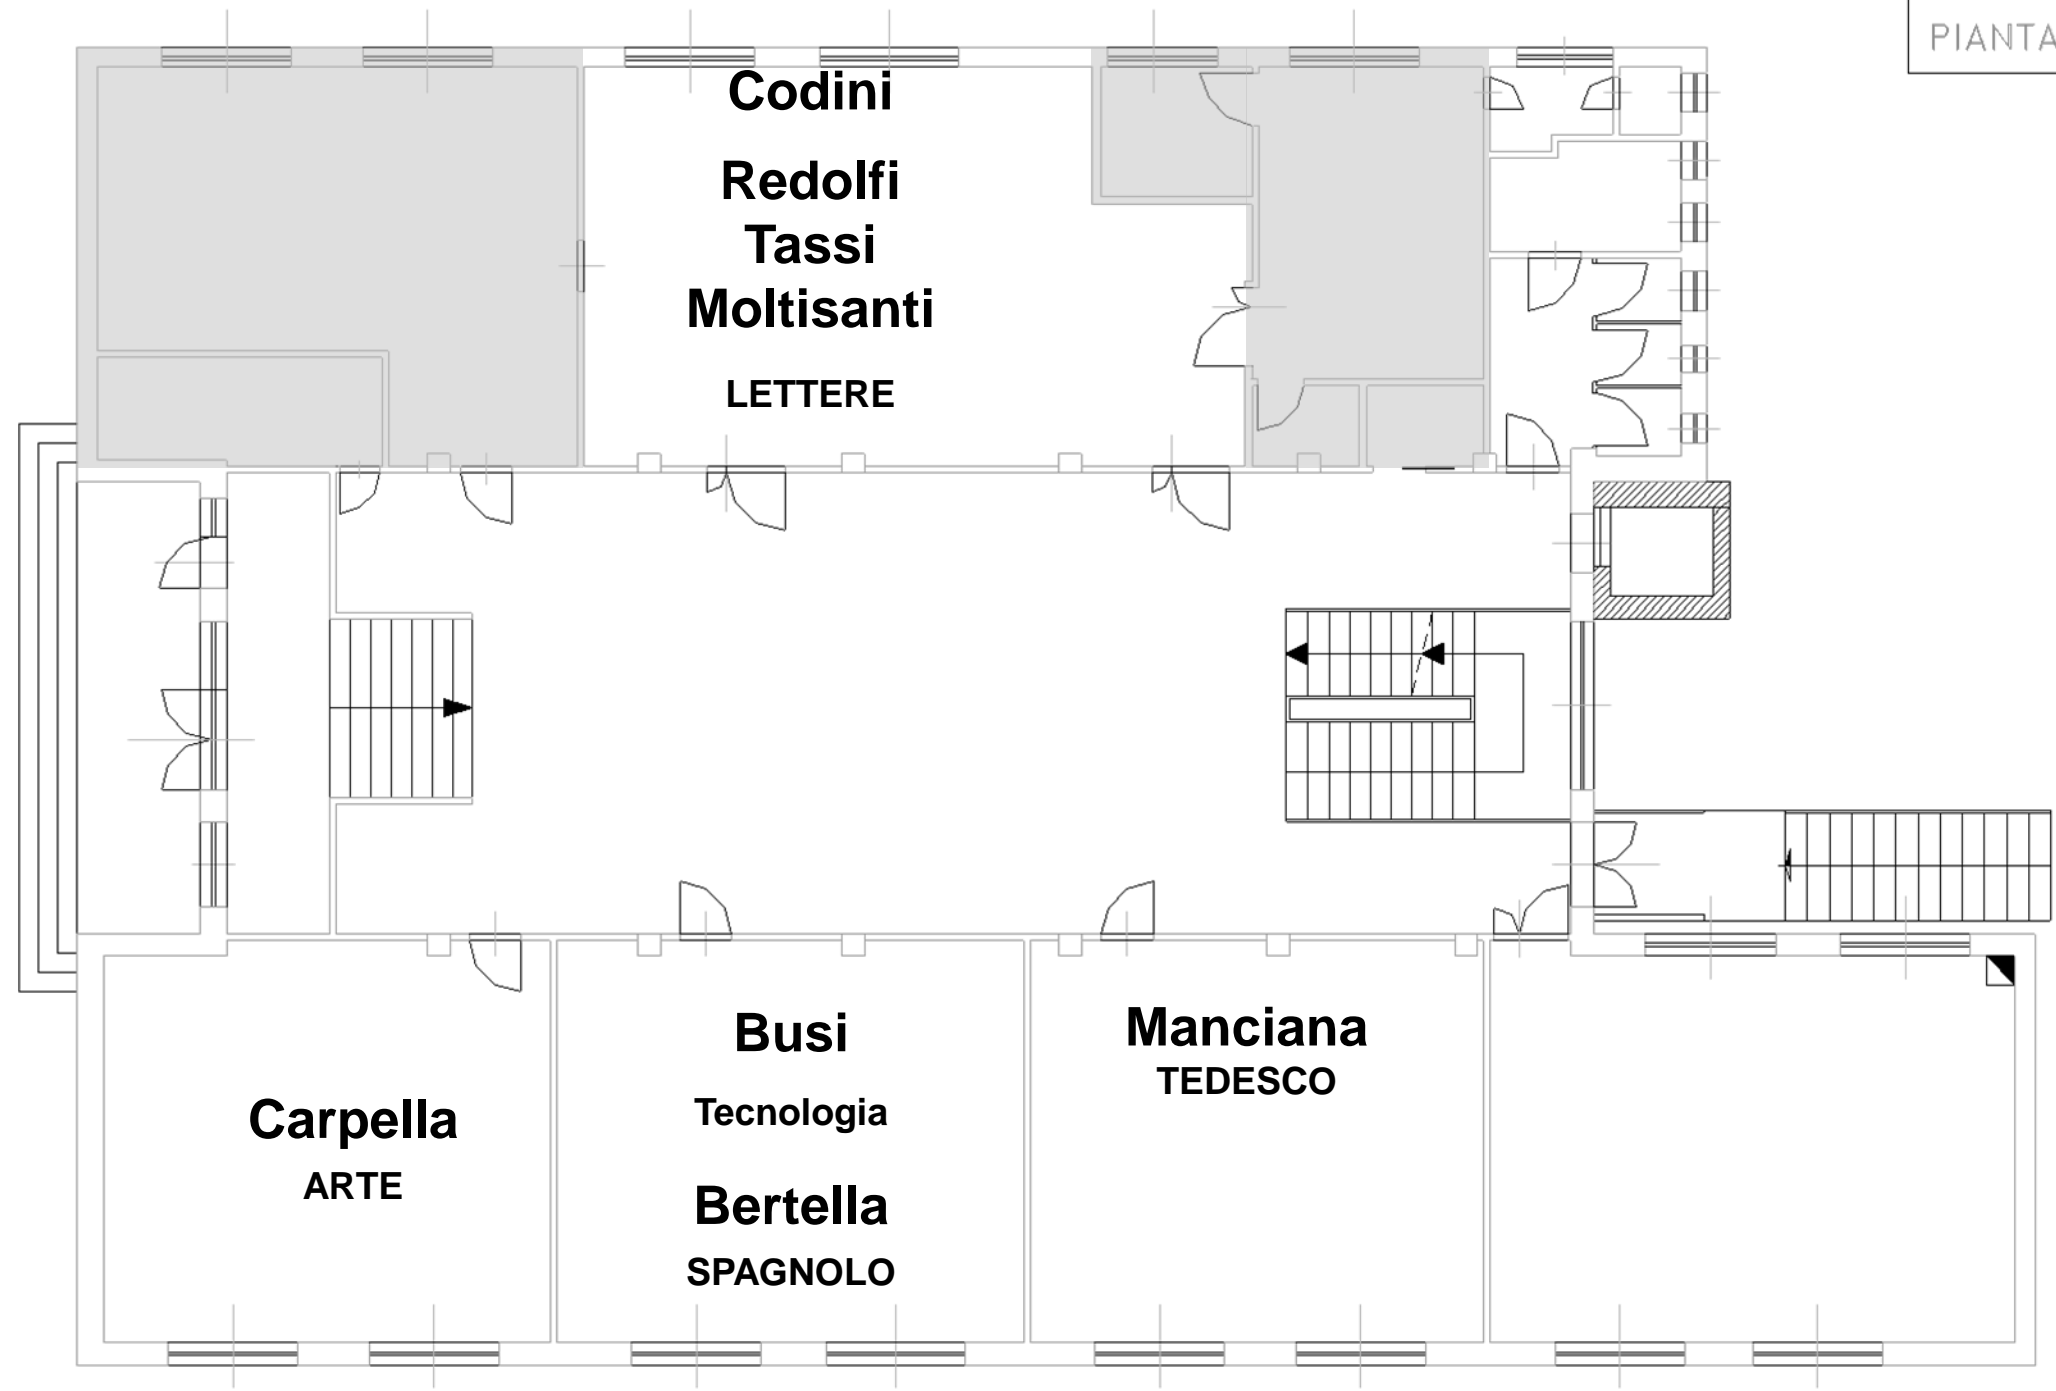 PIANTA
Codini
Redolfi
Tassi
Moltisanti
LETTERE
Carpella
ARTE
Busi
Tecnologia
Bertella
SPAGNOLO
Manciana
TEDESCO